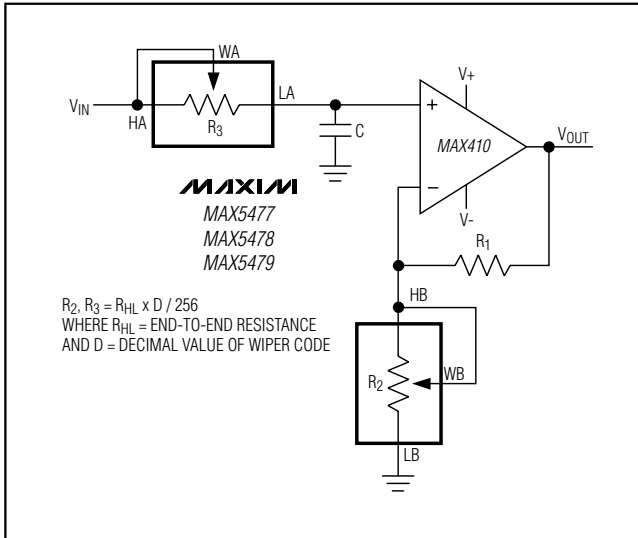 WA
V+
VIN
HA
R3
LA
C
+
MAX410
VOUT
−
V-
R1
MAXIM
MAX5477
MAX5478
MAX5479
R2, R3 = RHL x D / 256
WHERE RHL = END-TO-END RESISTANCE
AND D = DECIMAL VALUE OF WIPER CODE
HB
R2
WB
LB